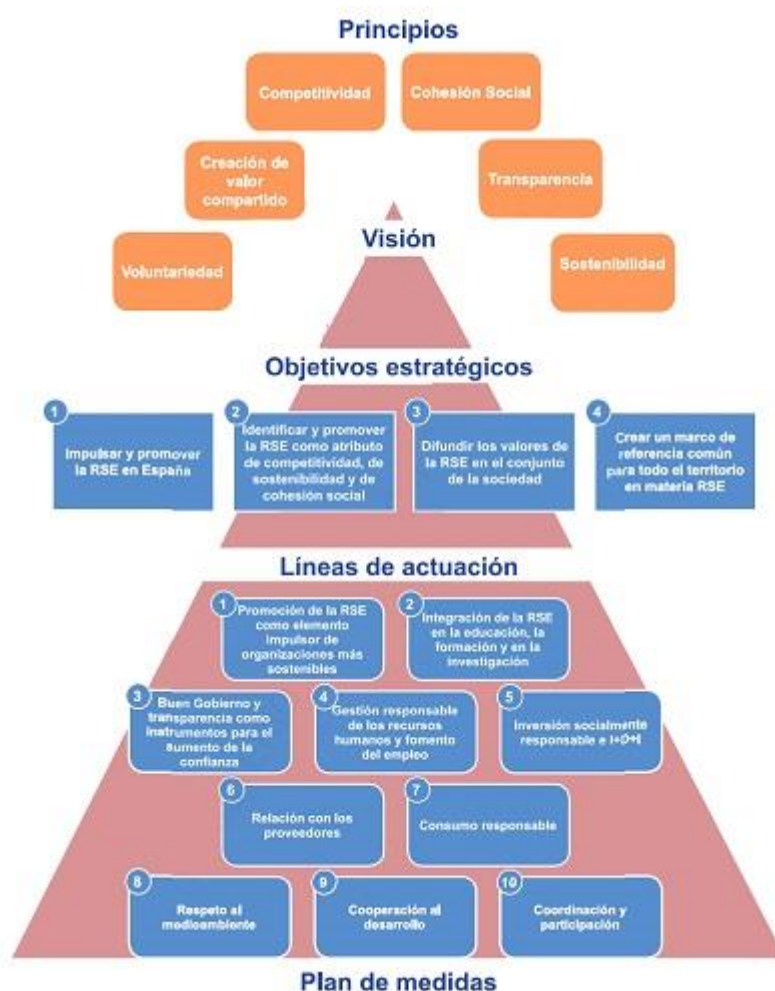 Principios
Competitividad
Cohesión Social
Creación de
valor
compartido
Transparencia
Visión
Voluntariedad
Sostenibilidad
Objetivos estratégicos
1
Impulsar y promover
la RSE en España
2
Identificar y promover
la RSE como atributo
de competitividad, de
sostenibilidad y de
cohesión social
3
Difundir los valores de
la RSE en el conjunto
de la sociedad
4
Crear un marco de
referencia común
para todo el territorio
en materia RSE
Líneas de actuación
1
Promoción de la RSE
como elemento
impulsor de
organizaciones más
sostenibles
2
Integración de la RSE
en la educación, la
formación y en la
investigación
3
Buen Gobierno y
transparencia como
instrumentos para el
aumento de la
confianza
4
Gestión responsable
de los recursos
humanos y fomento
del empleo
5
Inversión socialmente
responsable e I+D+I
6
Relación con los
proveedores
7
Consumo responsable
8
Respeto al
medioambiente
9
Cooperación al
desarrollo
10
Coordinación y
participación
Plan de medidas